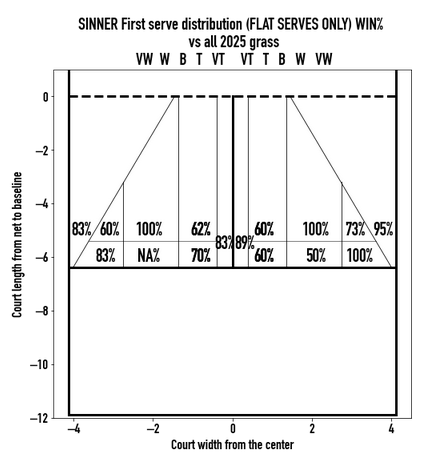 SINNER First serve distribution (FLAT SERVES ONLY) WIN%
vs all 2025 grass
VW W B T VT VT T B W VW
0
−2
−4
83% 60% 100% 62% 60% 100% 73% 95%
83% 89%
83% NA% 70% 60% 50% 100%
−6
−8
−10
−12
−4 −2 0 2 4
Court width from the center
Court length from net to baseline